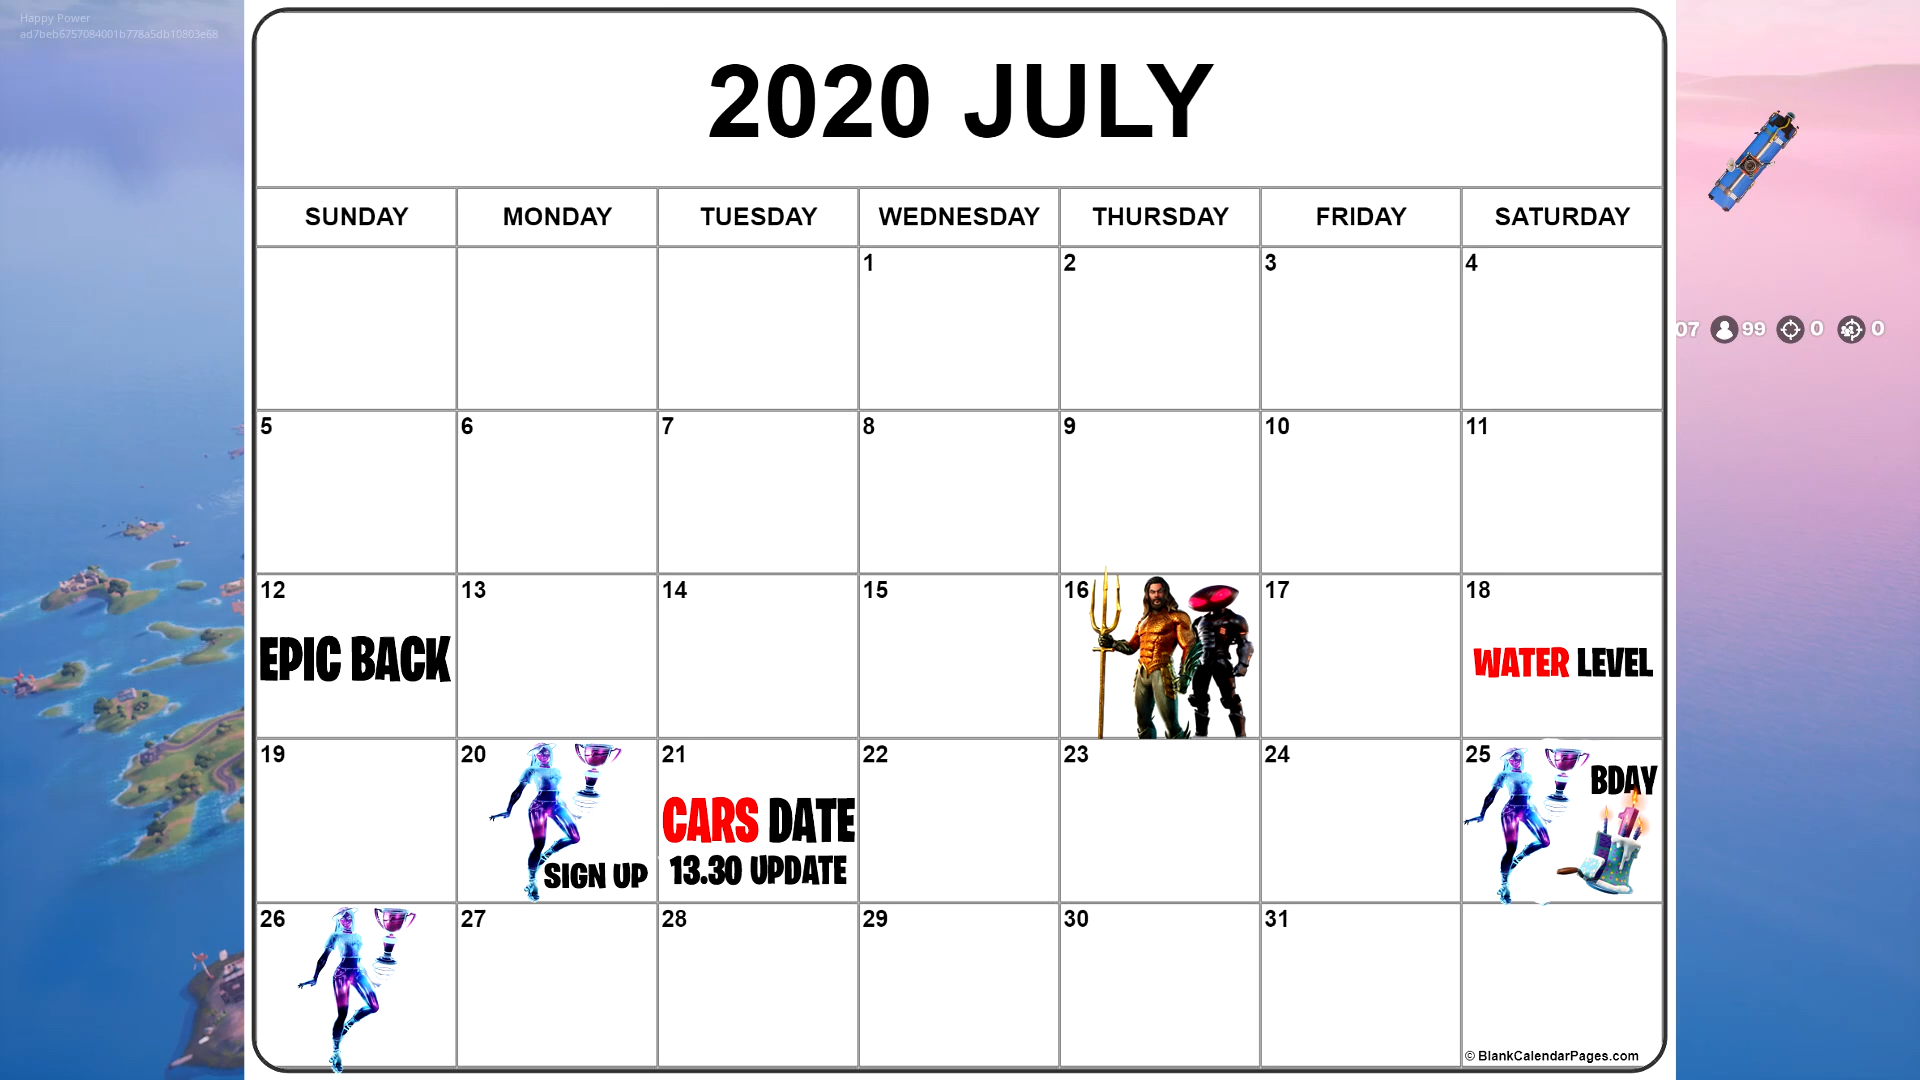 Happy Power
ad7beb6757084001b778a5db10803e68
2020 JULY
SUNDAY MONDAY TUESDAY WEDNESDAY THURSDAY FRIDAY SATURDAY
1 2 3 4
07 99 0 0
5 6 7 8 9 10 11
12 13 14 15 16 17 18
EPIC BACK
WATER LEVEL
19 20 21 22 23 24 25
BDAY
CARS DATE
13.30 UPDATE
SIGN UP
26 27 28 29 30 31
© BlankCalendarPages.com